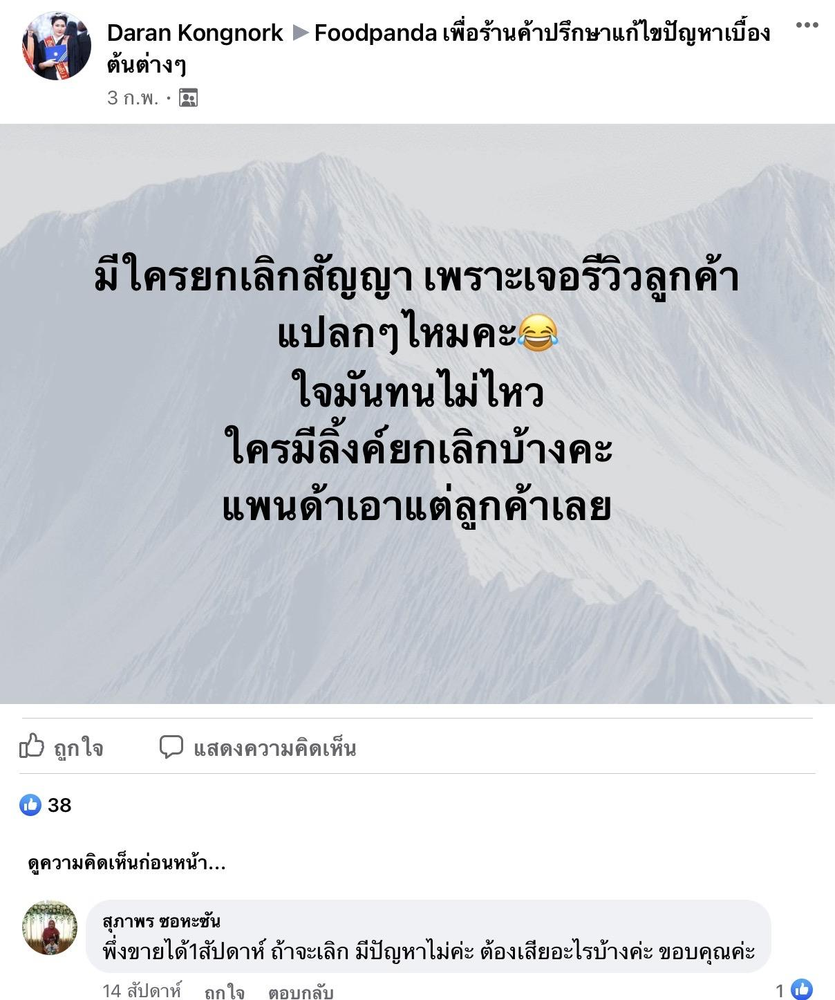 Daran Kongnork ▶ Foodpanda เพื่อร้านค้าปรึกษาแก้ไขปัญหาเบื้อง
ต้นต่างๆ
3 ก.พ. ·
มีใครยกเลิกสัญญา เพราะเจอรีวิวลูกค้า
แปลกๆไหมคะ😂
ใจมันทนไม่ไหว
ใครมีลิ้งค์ยกเลิกบ้างคะ
แพนด้าเอาแต่ลูกค้าเลย
ถูกใจ แสดงความคิดเห็น
38
ดูความคิดเห็นก่อนหน้า...
สุภาพร ซอหะซัน
พึ่งขายได้1สัปดาห์ ถ้าจะเลิก มีปัญหาไม่ค่ะ ต้องเสียอะไรบ้างค่ะ ขอบคุณค่ะ
14 สัปดาห์ ถูกใจ ตอบกลับ 1